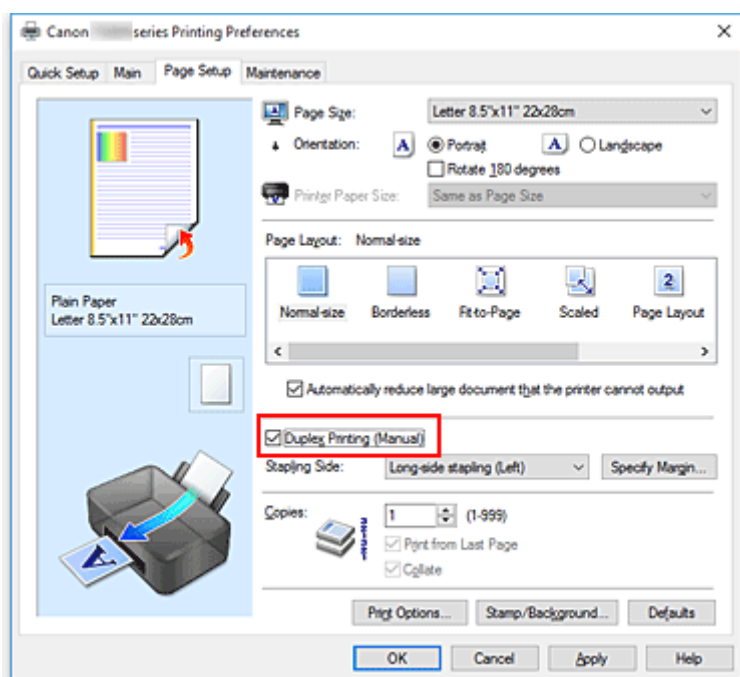 Canon series Printing Preferences
Quick Setup Main Page Setup Maintenance
Page Size: Letter 8.5"x11" 22x28cm
Orientation: A Portrait A Landscape
Rotate 180 degrees
Printer Paper Size: Same as Page Size
Page Layout: Normal-size
2
Normal-size Borderless Fit-to-Page Scaled Page Layout
Plain Paper
Letter 8.5"x11" 22x28cm
Automatically reduce large document that the printer cannot output
Duplex Printing (Manual)
Stapling Side: Long-side stapling (Left) Specify Margin...
Copies: 1 (1-999)
Print from Last Page
Collate
A
Print Options... Stamp/Background... Defaults
OK Cancel Apply Help